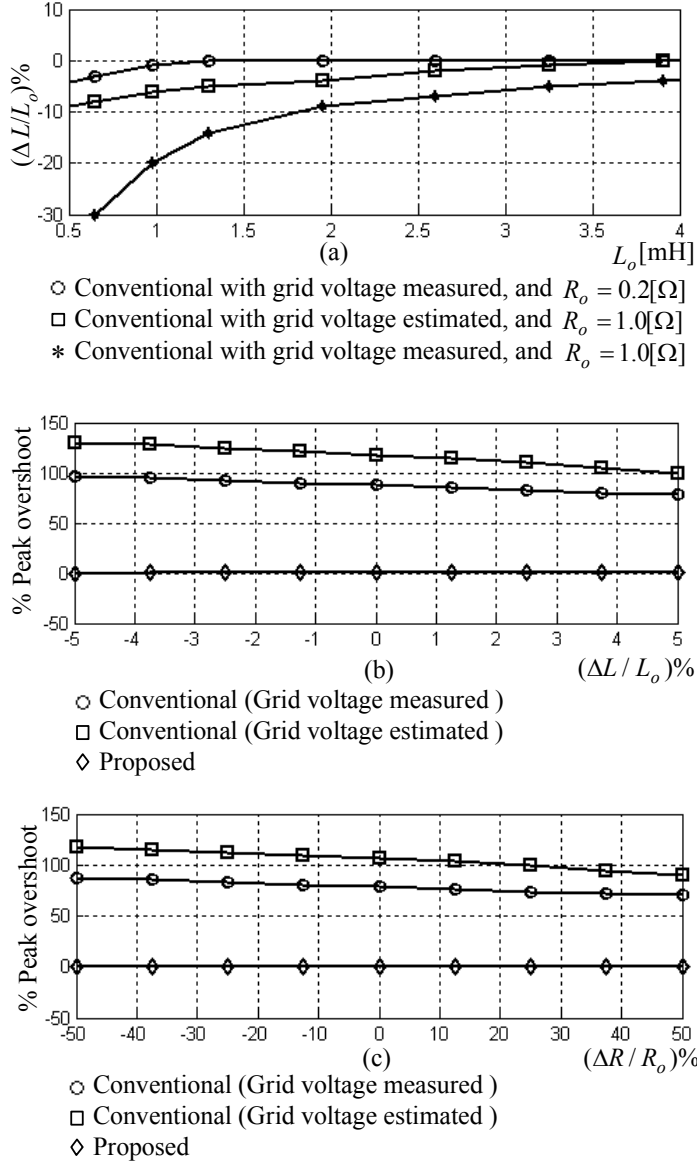 (Δ L/L_o)%
10
0
-10
-20
-30
0.5 1 1.5 2 2.5 3 3.5 4
(a)
L_o [mH]
Conventional with grid voltage measured, and R_o = 0.2[Ω]
Conventional with grid voltage estimated, and R_o = 1.0[Ω]
Conventional with grid voltage measured, and R_o = 1.0[Ω]
% Peak overshoot
150
100
50
0
-50
-5 -4 -3 -2 -1 0 1 2 3 4 5
(b)
(ΔL / L_o)%
Conventional (Grid voltage measured )
Conventional (Grid voltage estimated )
Proposed
% Peak overshoot
150
100
50
0
-50
-50 -40 -30 -20 -10 0 10 20 30 40 50
(c)
(ΔR / R_o)%
Conventional (Grid voltage measured )
Conventional (Grid voltage estimated )
Proposed